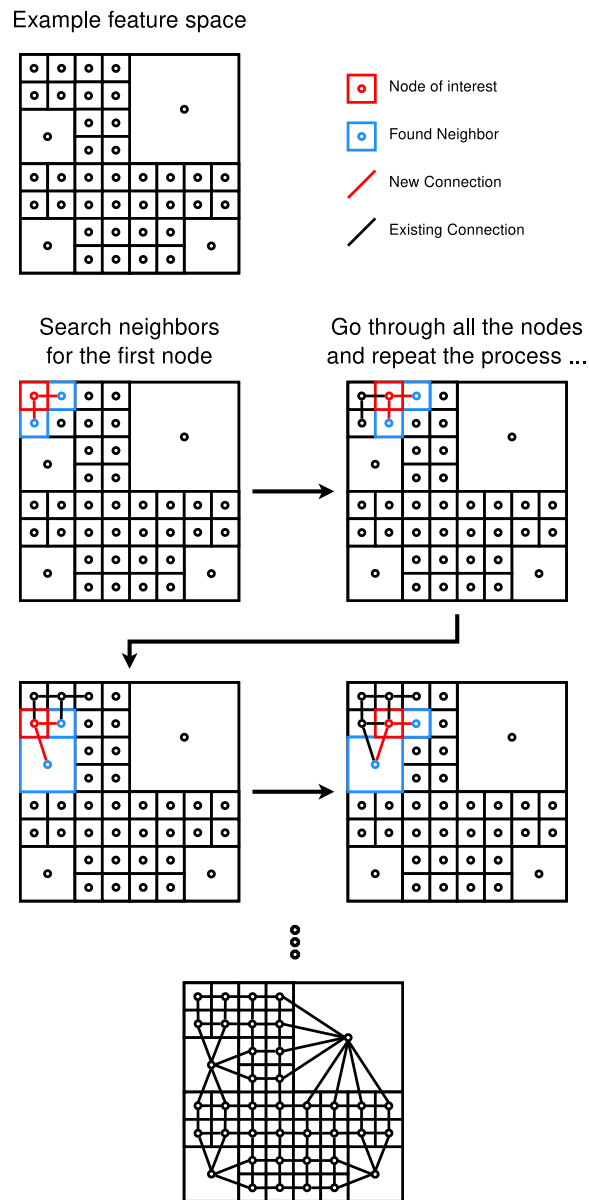 Example feature space
Node of interest
Found Neighbor
New Connection
Existing Connection
Search neighbors
for the first node
Go through all the nodes
and repeat the process ...